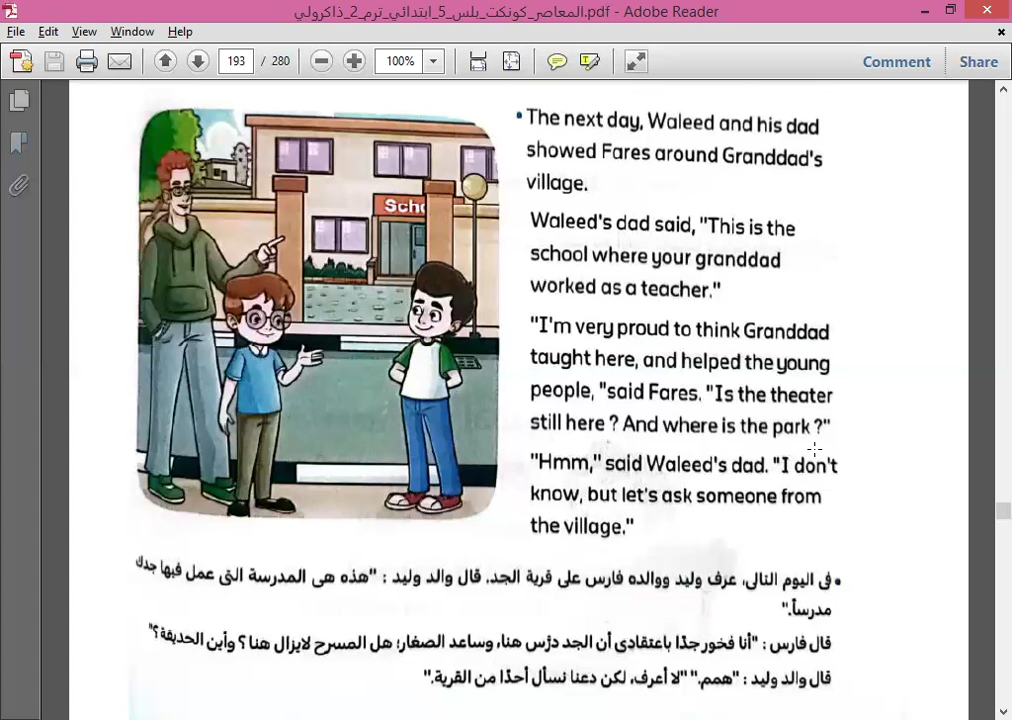 المعاصر_كونكت_بلس_5_ابتدائي_ترم_2_ذاكرولي.pdf - Adobe Reader
File Edit View Window Help
193 / 280 100% Comment Share
School
• The next day, Waleed and his dad
showed Fares around Granddad's
village.
Waleed's dad said, "This is the
school where your granddad
worked as a teacher."
"I'm very proud to think Granddad
taught here, and helped the young
people, "said Fares. "Is the theater
still here ? And where is the park ?"
"Hmm," said Waleed's dad. "I don't
know, but let's ask someone from
the village."
• فى اليوم التالى، عرف وليد ووالده فارس على قرية الجد. قال والد وليد : "هذه هى المدرسة التى عمل فيها جدك
مدرساً."
قال فارس : "أنا فخور جدًا باعتقادى أن الجد درَّس هنا، وساعد الصغار؛ هل المسرح لايزال هنا ؟ وأين الحديقة ؟"
قال والد وليد : "همم." "لا أعرف، لكن دعنا نسأل أحدًا من القرية."